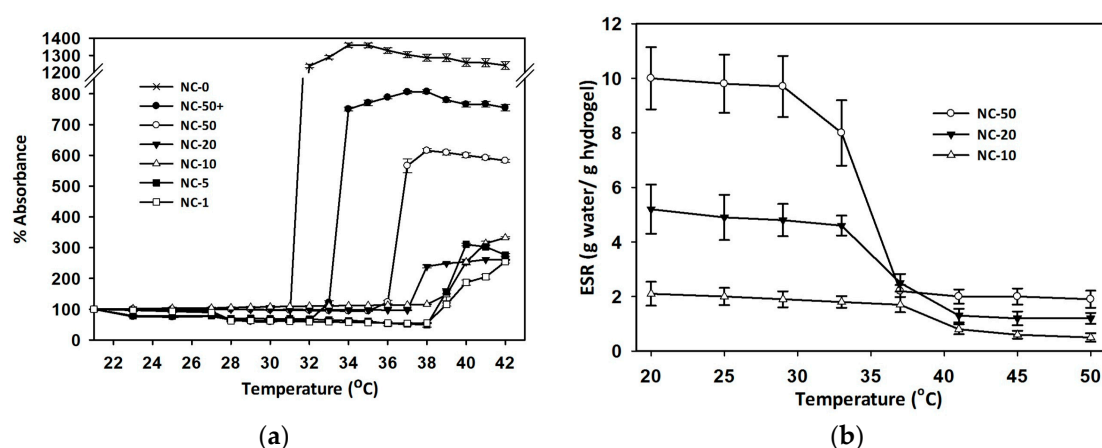 1400
1300
1200
800
700
600
500
400
300
200
100
0
% Absorbance
NC-0
NC-50+
NC-50
NC-20
NC-10
NC-5
NC-1
22 24 26 28 30 32 34 36 38 40 42
Temperature (°C)
(a)
12
10
8
6
4
2
0
ESR (g water/ g hydrogel)
NC-50
NC-20
NC-10
20 25 30 35 40 45 50
Temperature (°C)
(b)